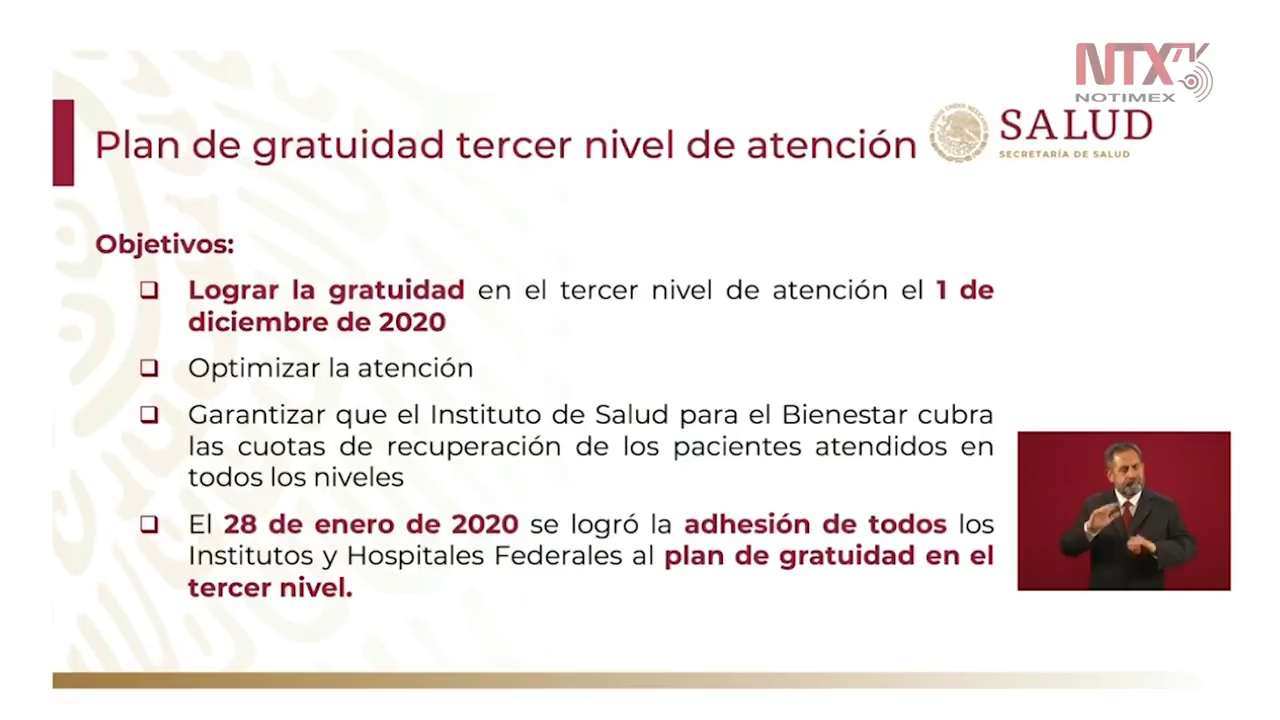 NTX
NOTIMEX
SALUD
SECRETARÍA DE SALUD
Plan de gratuidad tercer nivel de atención
Objetivos:
Lograr la gratuidad en el tercer nivel de atención el 1 de
diciembre de 2020
Optimizar la atención
Garantizar que el Instituto de Salud para el Bienestar cubra
las cuotas de recuperación de los pacientes atendidos en
todos los niveles
El 28 de enero de 2020 se logró la adhesión de todos los
Institutos y Hospitales Federales al plan de gratuidad en el
tercer nivel.